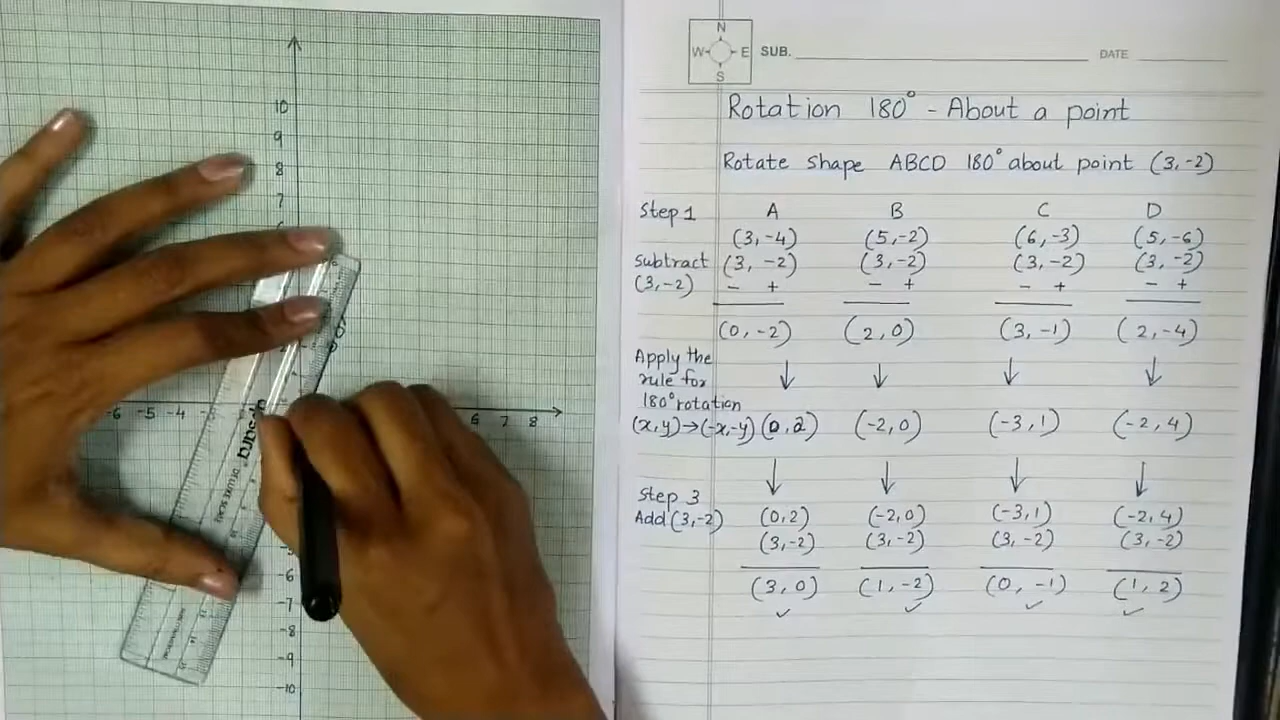 N
W E SUB. DATE
S
Rotation 180° - About a point
Rotate shape ABCD 180° about point (3,-2)
Step 1 A B C D
(3,-4) (5,-2) (6,-3) (5,-6)
subtract (3,-2) (3,-2) (3,-2) (3,-2)
(3,-2) - + - + - + - +
(0,-2) (2,0) (3,-1) (2,-4)
Apply the
rule for
180° rotation
(x,y)→(-x,-y) (0,2) (-2,0) (-3,1) (-2,4)
Step 3
Add (3,-2) (0,2) (-2,0) (-3,1) (-2,4)
(3,-2) (3,-2) (3,-2) (3,-2)
(3,0) (1,-2) (0,-1) (1,2)
10
9
8
7
-6 -5 -4 6 7 8
DELUXE SCALE
-6
-7
-8
-9
-10